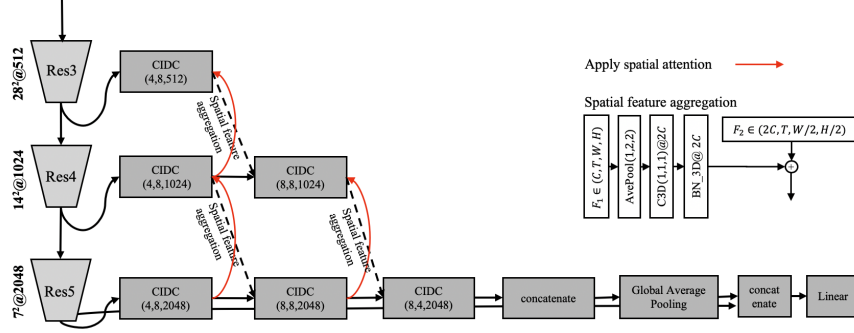 28²@512
Res3
CIDC
(4,8,512)
Spatial feature
aggregation
14²@1024
Res4
CIDC
(4,8,1024)
CIDC
(8,8,1024)
Spatial feature
aggregation
Spatial feature
aggregation
7²@2048
Res5
CIDC
(4,8,2048)
CIDC
(8,8,2048)
CIDC
(8,4,2048)
concatenate
Global Average
Pooling
concat
enate
Linear
Apply spatial attention
Spatial feature aggregation
F₁ ∈ (C, T, W, H)
AvePool(1,2,2)
C3D(1,1,1)@2C
BN_3D@ 2C
F₂ ∈ (2C, T, W/2, H/2)
+